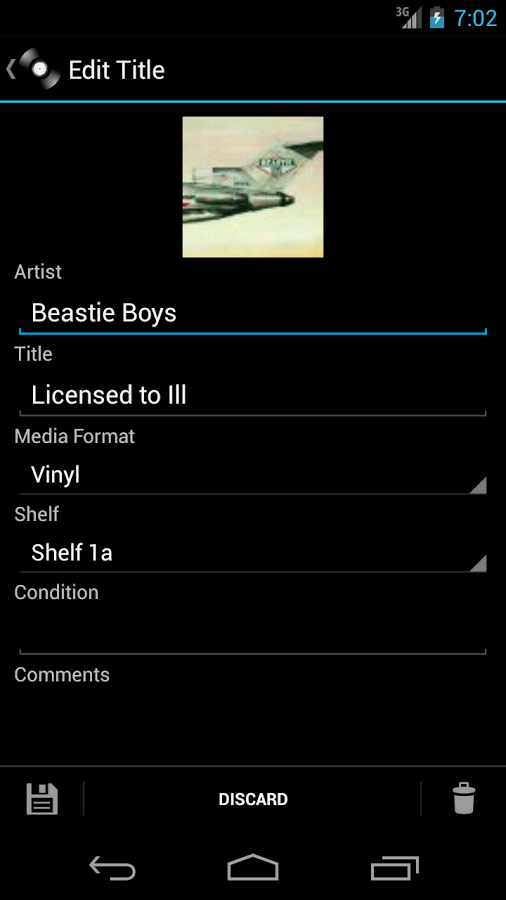 3G
7:02
Edit Title
BEASTIE
Artist
Beastie Boys
Title
Licensed to Ill
Media Format
Vinyl
Shelf
Shelf 1a
Condition
Comments
DISCARD